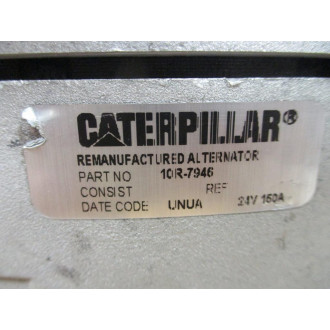 CATERPILLAR®
REMANUFACTURED ALTERNATOR
PART NO 10R-7946
CONSIST REF
DATE CODE UNUA 24V 150A